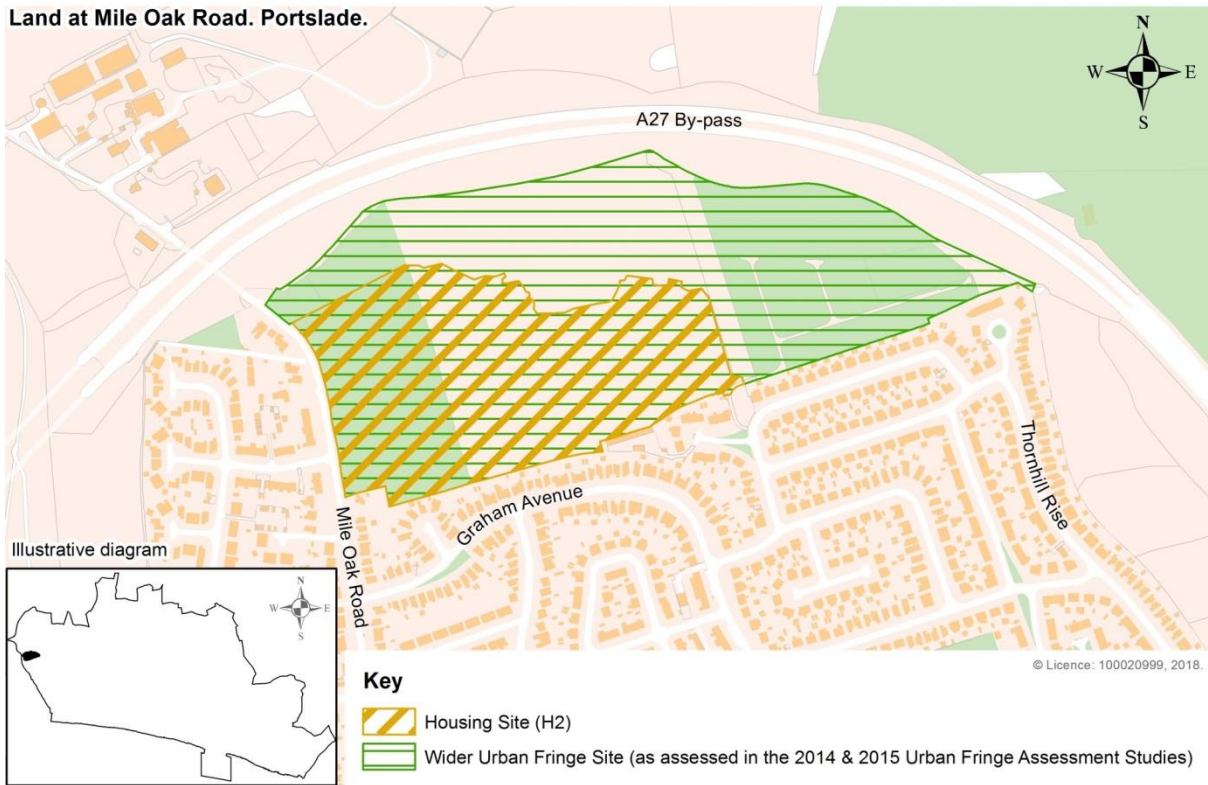 Land at Mile Oak Road. Portslade.
N
W E
S
A27 By-pass
Thornhill Rise
Graham Avenue
Mile Oak Road
Illustrative diagram
N
W E
S
© Licence: 100020999, 2018.
Key
Housing Site (H2)
Wider Urban Fringe Site (as assessed in the 2014 & 2015 Urban Fringe Assessment Studies)